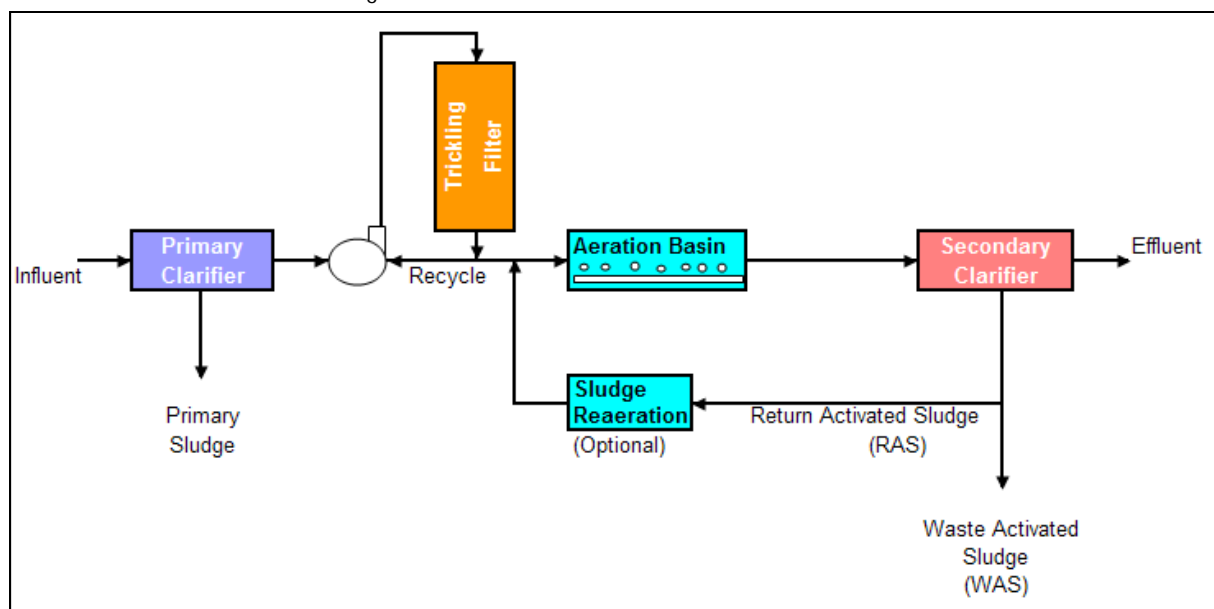 g
Trickling
Filter
Primary
Clarifier
Influent
Recycle
Aeration Basin
Secondary
Clarifier
Effluent
Primary
Sludge
Sludge
Reaeration
(Optional)
Return Activated Sludge
(RAS)
Waste Activated
Sludge
(WAS)